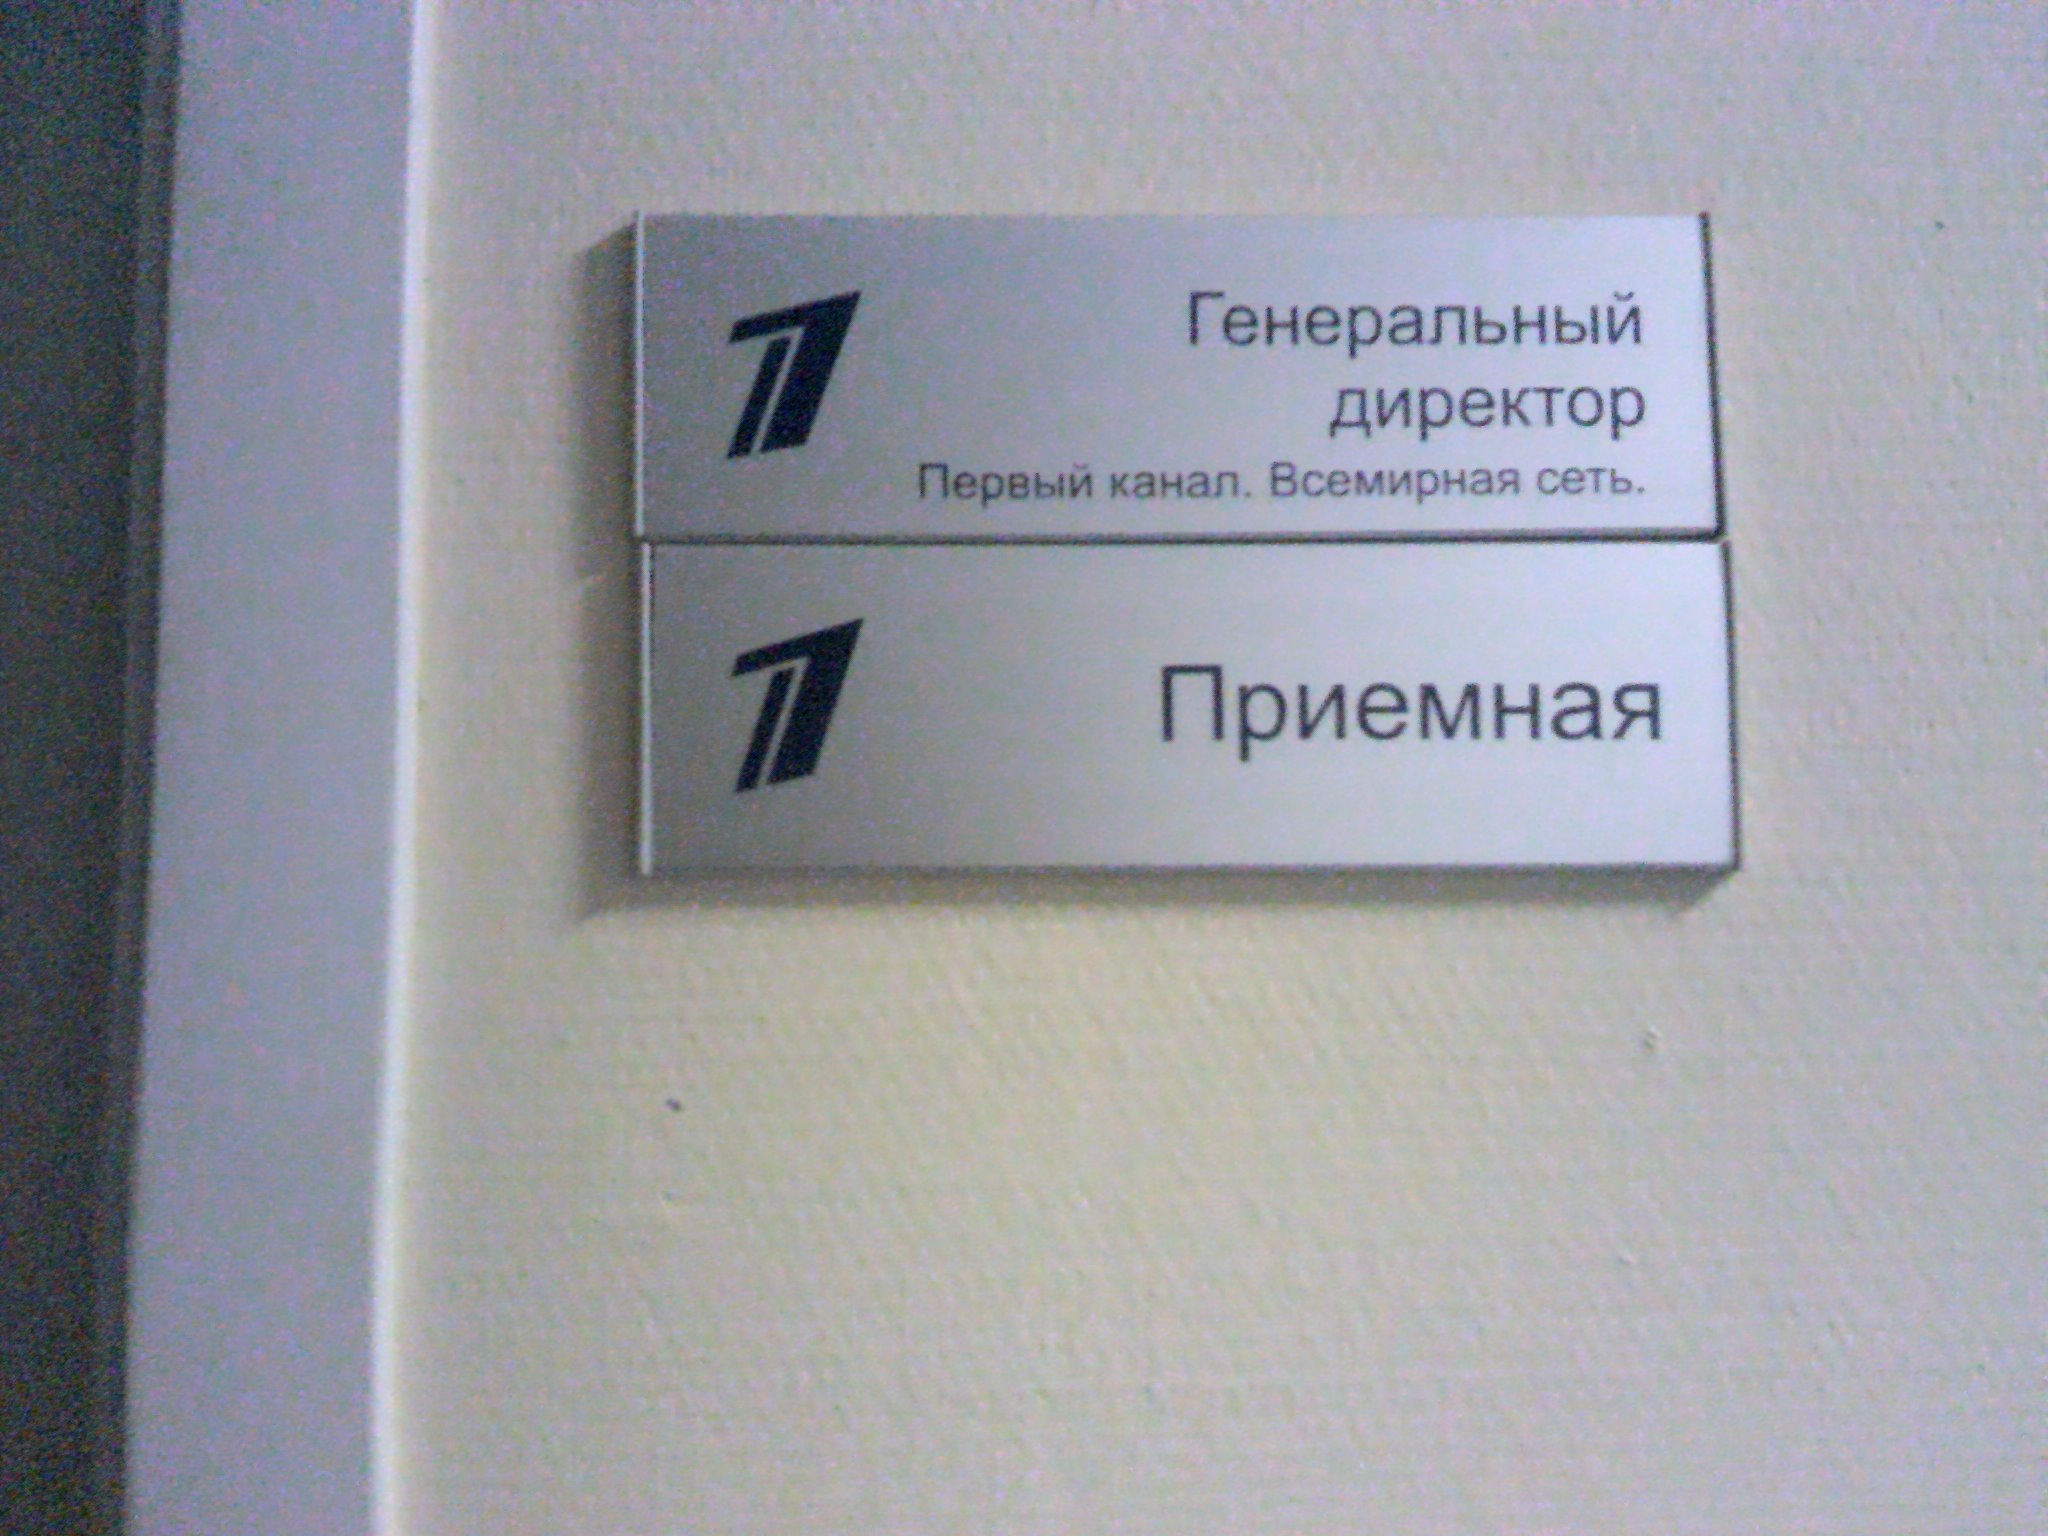 Генеральный
директор
Первый канал. Всемирная сеть.
Приемная